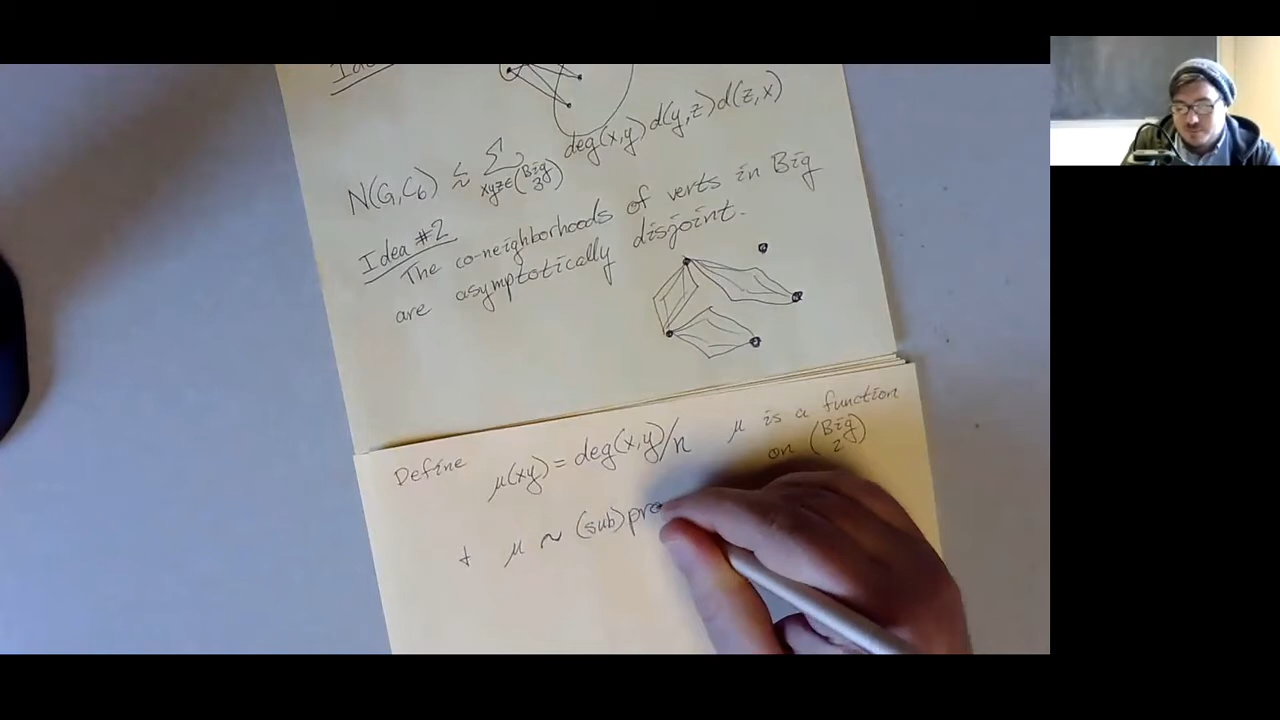 N(G,C₆) ≲ Σ_{xyz∈(Big 3)} deg(x,y)d(y,z)d(z,x)
Idea #2
The co-neighborhoods of verts in Big
are asymptotically disjoint.
Define μ(xy) = deg(x,y)/n μ is a function
on (Big 2)
+ μ ~ (sub)pro